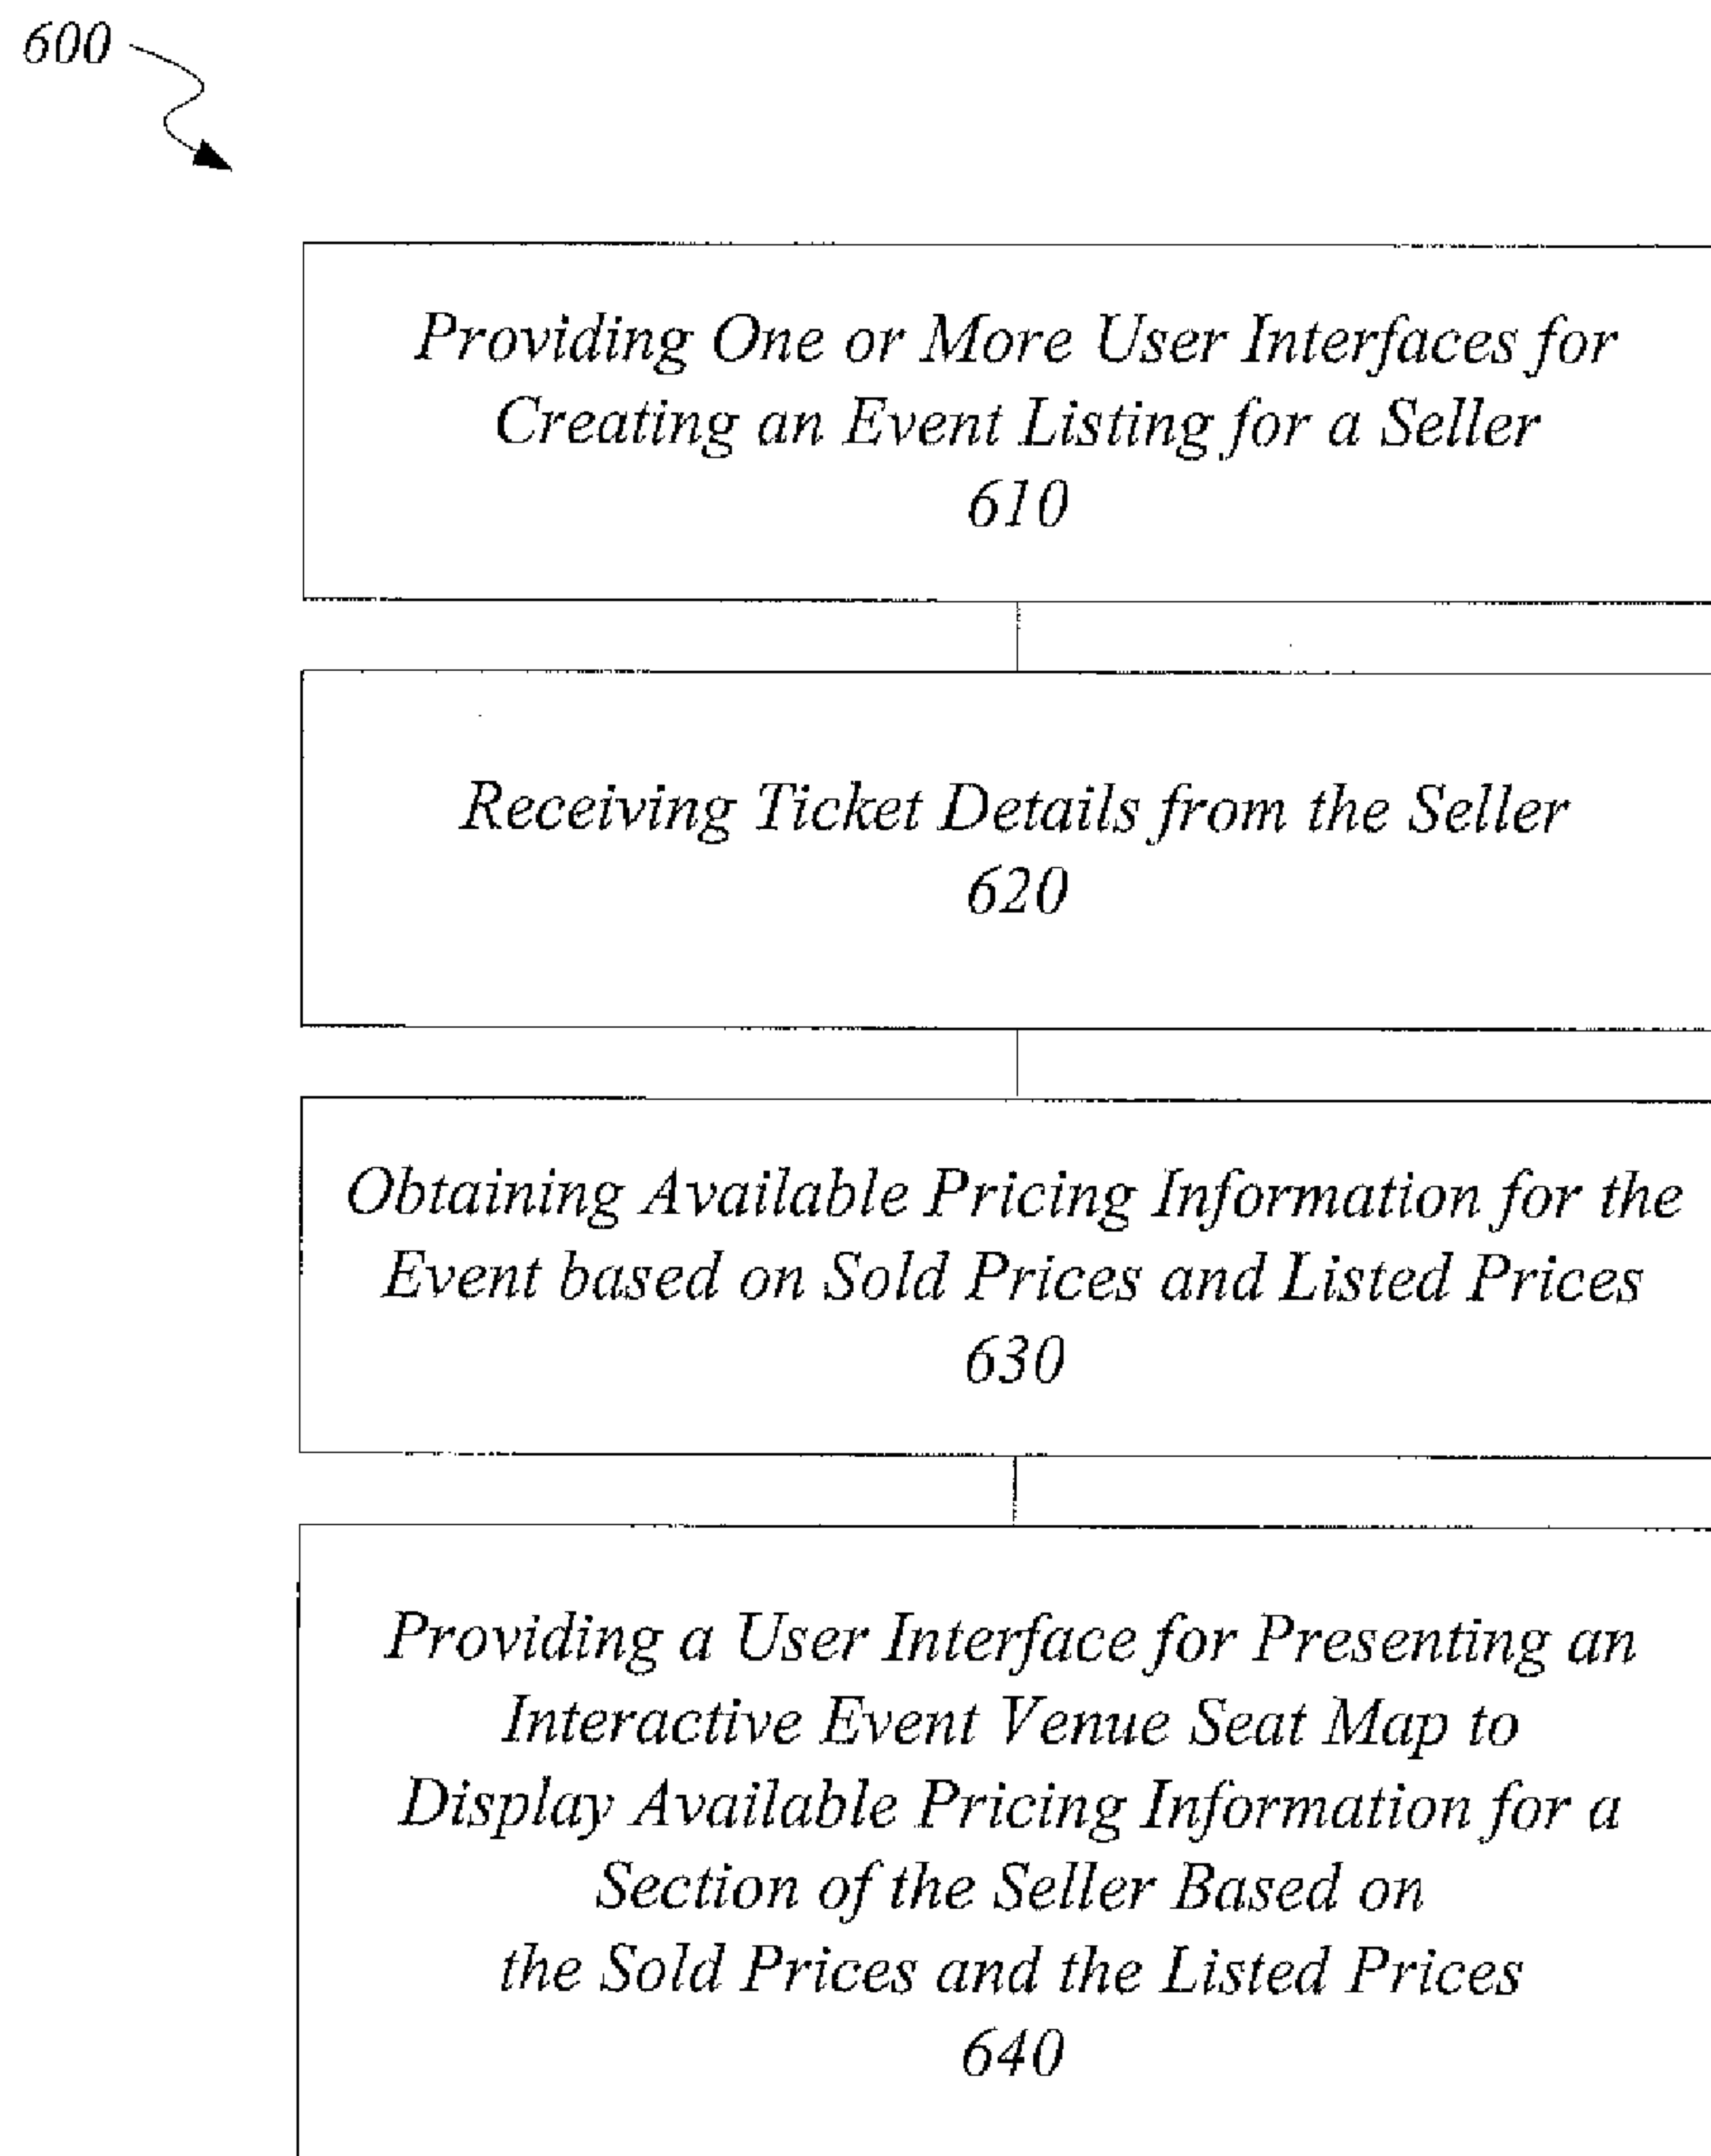 600
Providing One or More User Interfaces for
Creating an Event Listing for a Seller
610
Receiving Ticket Details from the Seller
620
Obtaining Available Pricing Information for the
Event based on Sold Prices and Listed Prices
630
Providing a User Interface for Presenting an
Interactive Event Venue Seat Map to
Display Available Pricing Information for a
Section of the Seller Based on
the Sold Prices and the Listed Prices
640